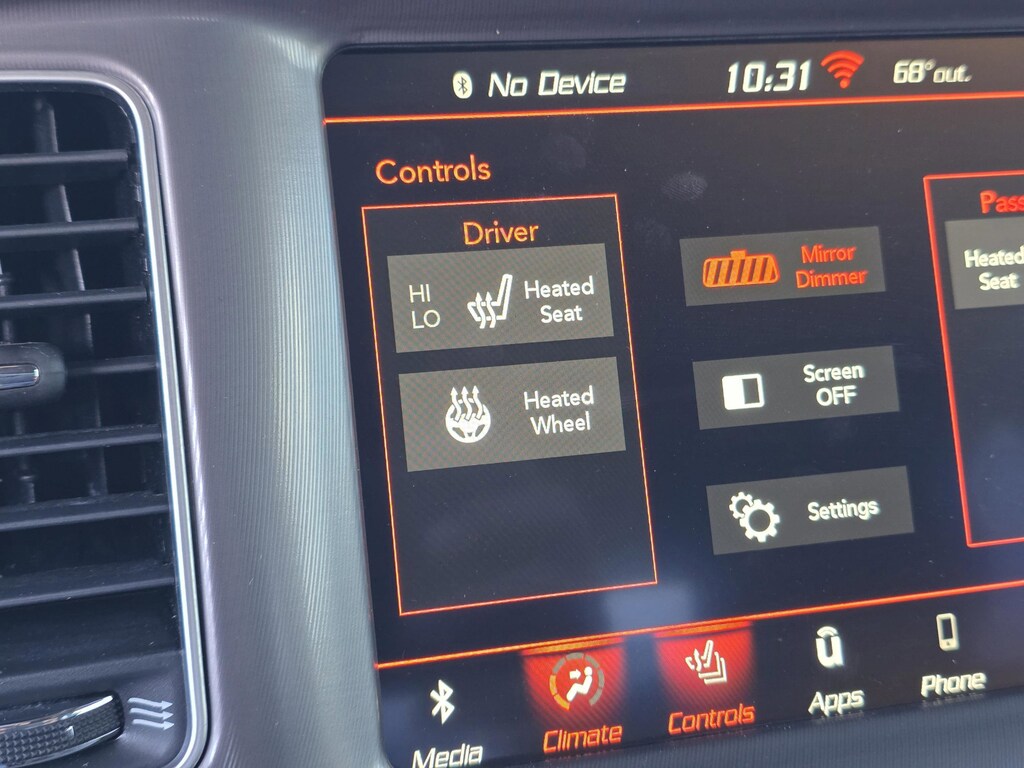 No Device
10:31
68° out.
Controls
Driver
HI
LO
Heated
Seat
Heated
Wheel
Mirror
Dimmer
Screen
OFF
Settings
Heated
Seat
Media
Climate
Controls
Apps
Phone